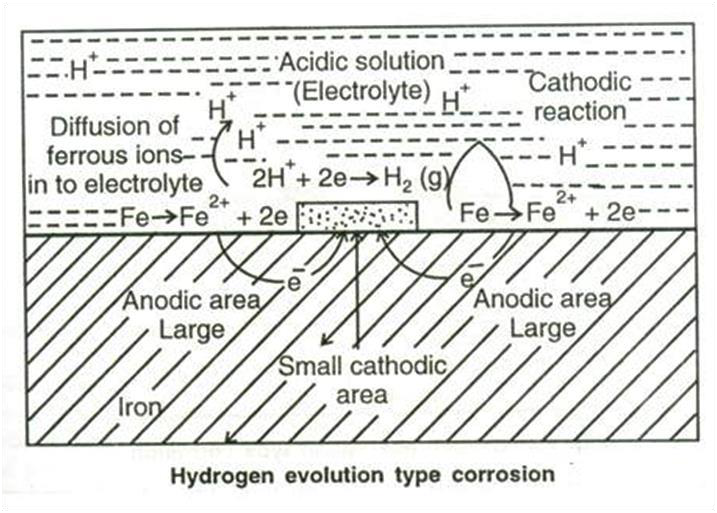 H+
Acidic solution
(Electrolyte)
H+
H+
Cathodic
reaction
Diffusion of
ferrous ions
in to electrolyte
H+
H+
2H+ + 2e → H2 (g)
Fe → Fe2+ + 2e
Fe → Fe2+ + 2e
e-
e-
Anodic area
Large
Anodic area
Large
Small cathodic
area
Iron
Hydrogen evolution type corrosion